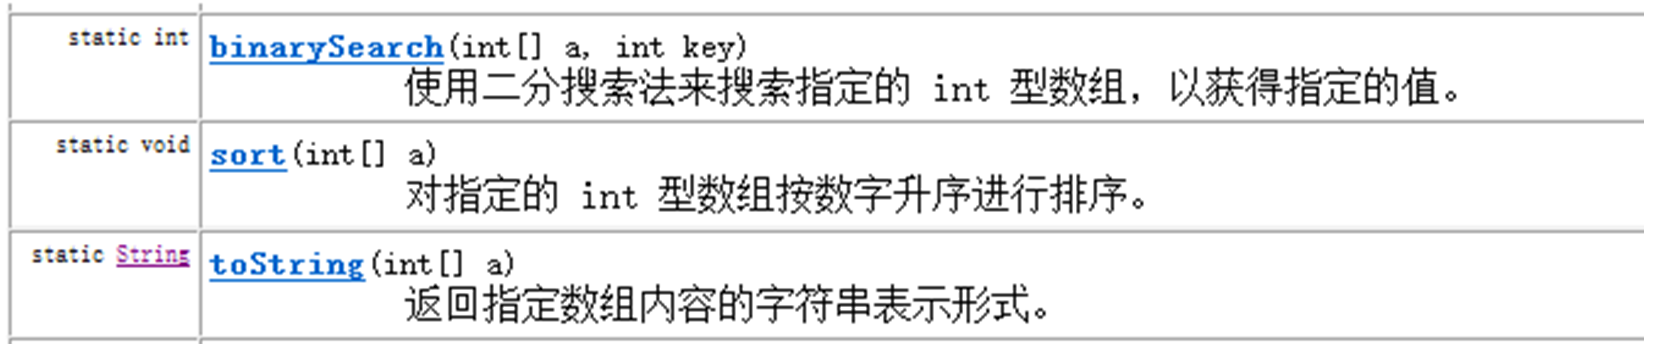 static int
binarySearch(int[] a, int key)
使用二分搜索法来搜索指定的 int 型数组，以获得指定的值。
static void
sort(int[] a)
对指定的 int 型数组按数字升序进行排序。
static String
toString(int[] a)
返回指定数组内容的字符串表示形式。